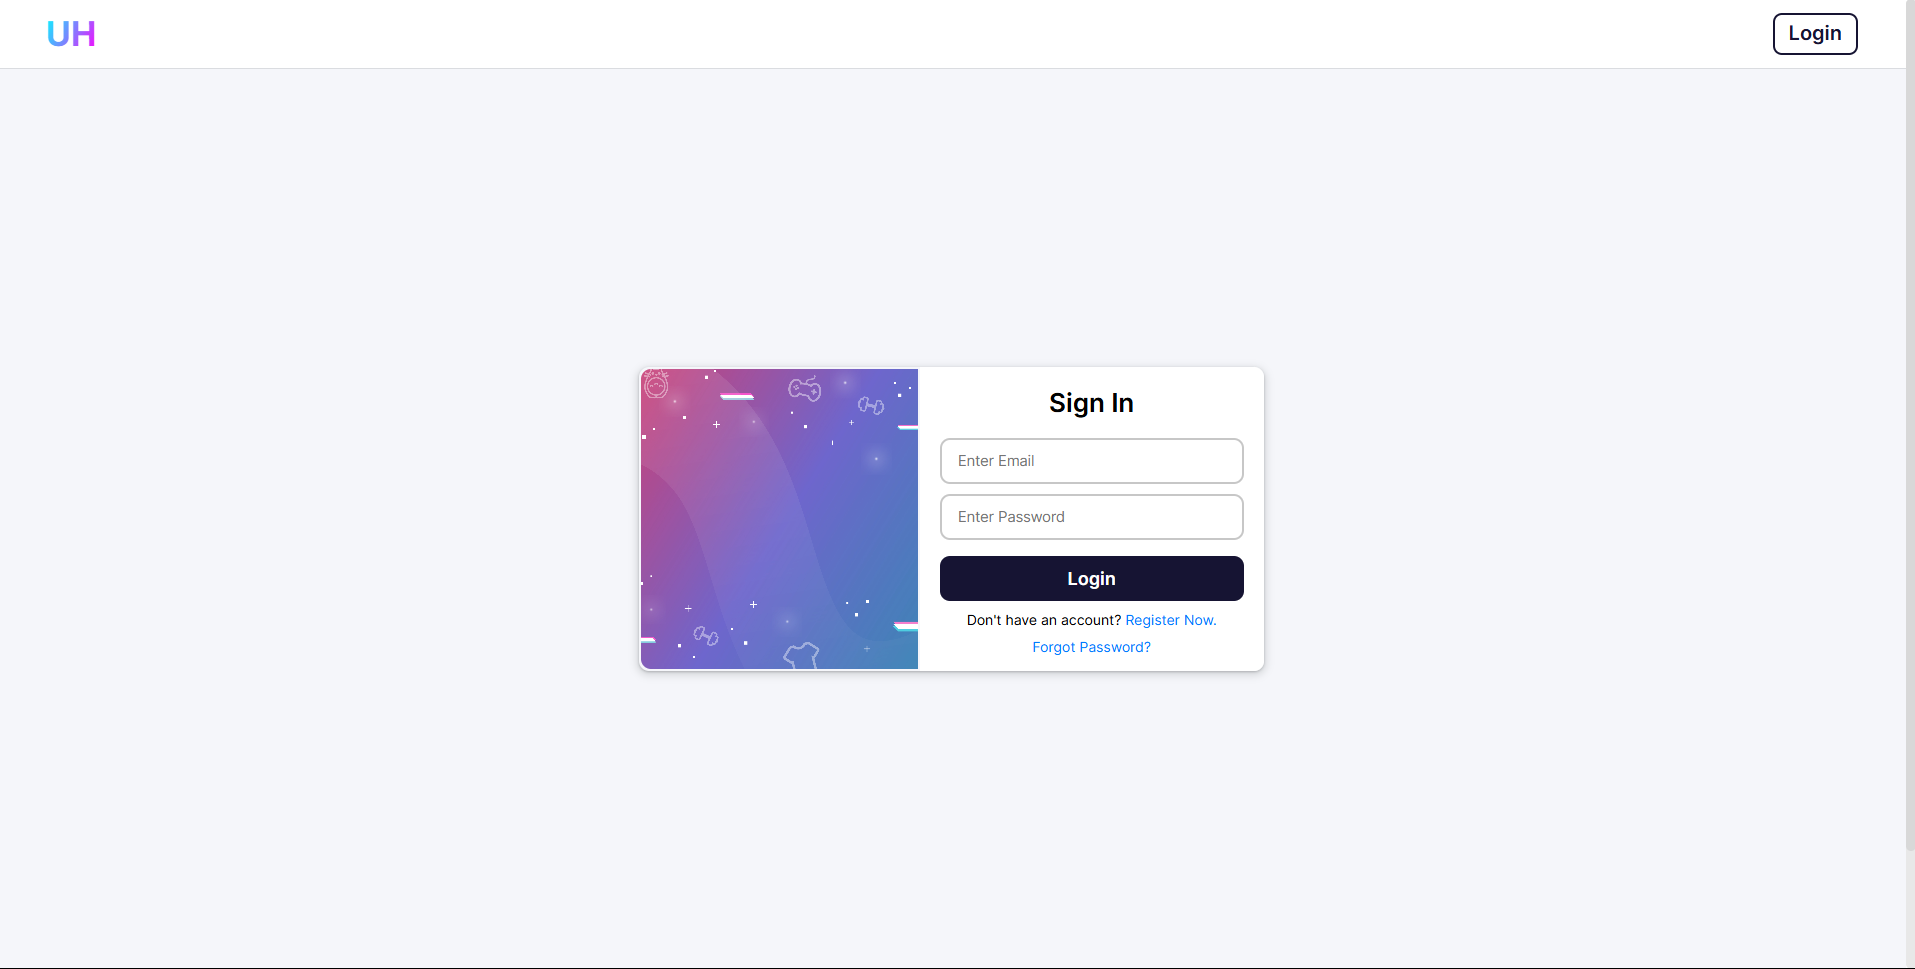 UH
Login
Sign In
Enter Email
Enter Password
Login
Don't have an account? Register Now.
Forgot Password?